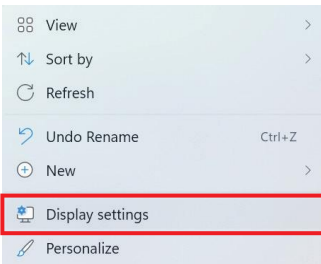 View
Sort by
Refresh
Undo Rename Ctrl+Z
New
Display settings
Personalize